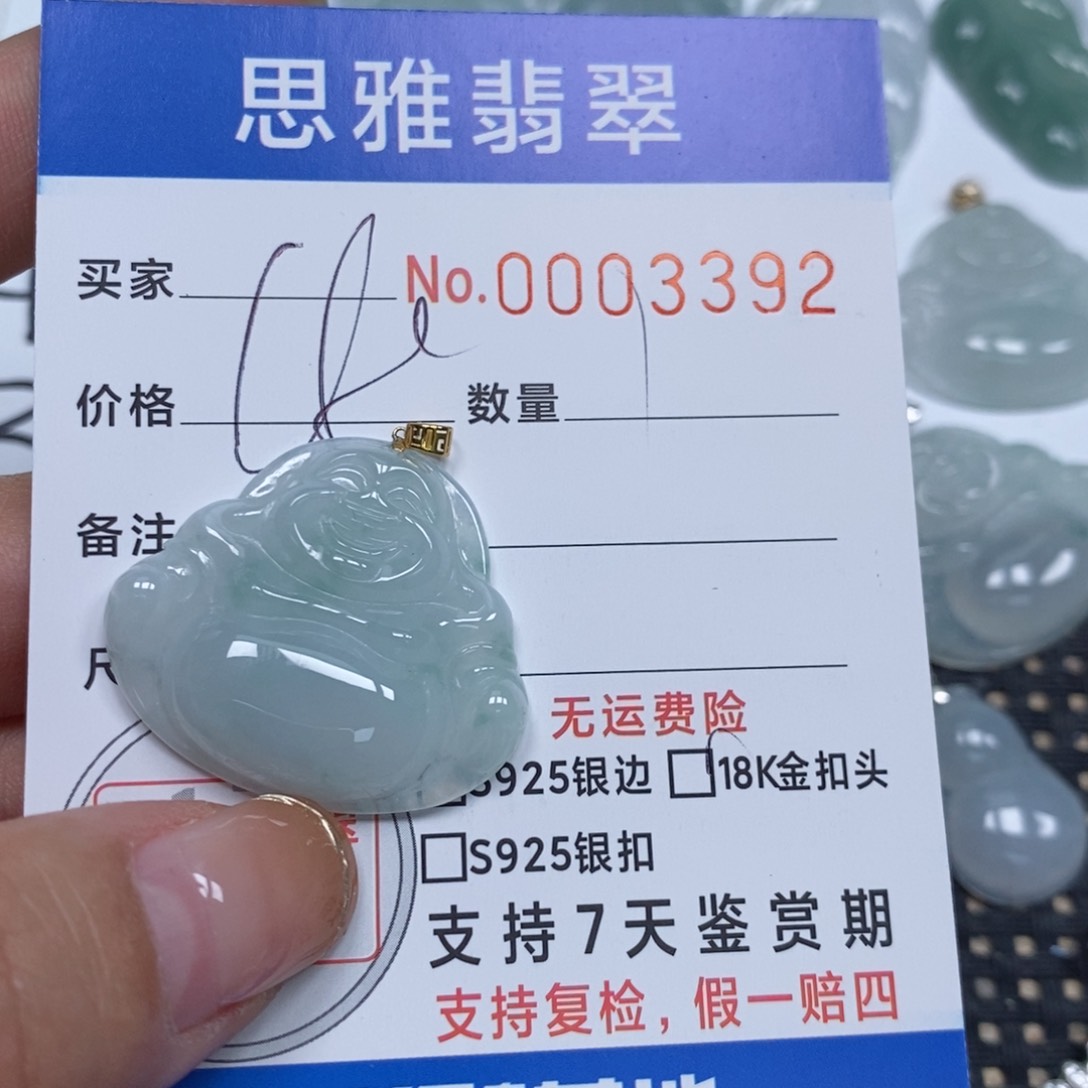 思雅翡翠
买家 No.0003392
价格 数量
备注
S925银边 无运费险
18K金扣头
S925银扣
支持7天鉴赏期
支持复检，假一赔四